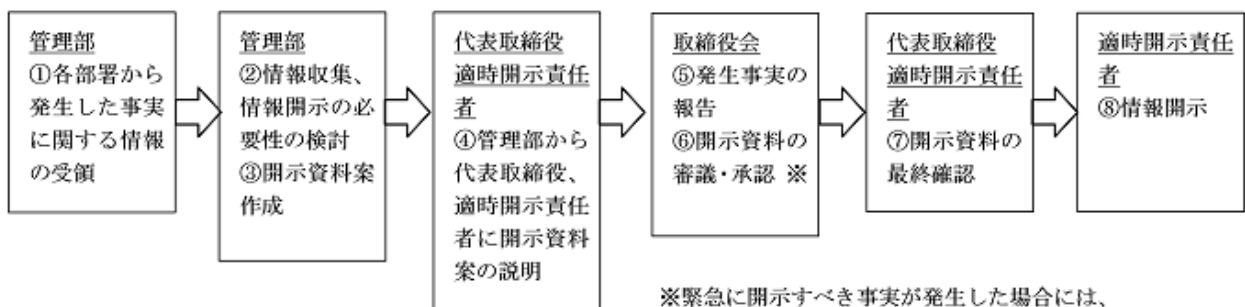 管理部
①各部署から
発生した事実
に関する情報
の受領
管理部
②情報収集、
情報開示の必
要性の検討
③開示資料案
作成
代表取締役
適時開示責任
者
④管理部から
代表取締役、
適時開示責任
者に開示資料
案の説明
取締役会
⑤発生事実の
報告
⑥開示資料の
審議・承認 ※
代表取締役
適時開示責任
者
⑦開示資料の
最終確認
適時開示責任
者
⑧情報開示
※緊急に開示すべき事実が発生した場合には、